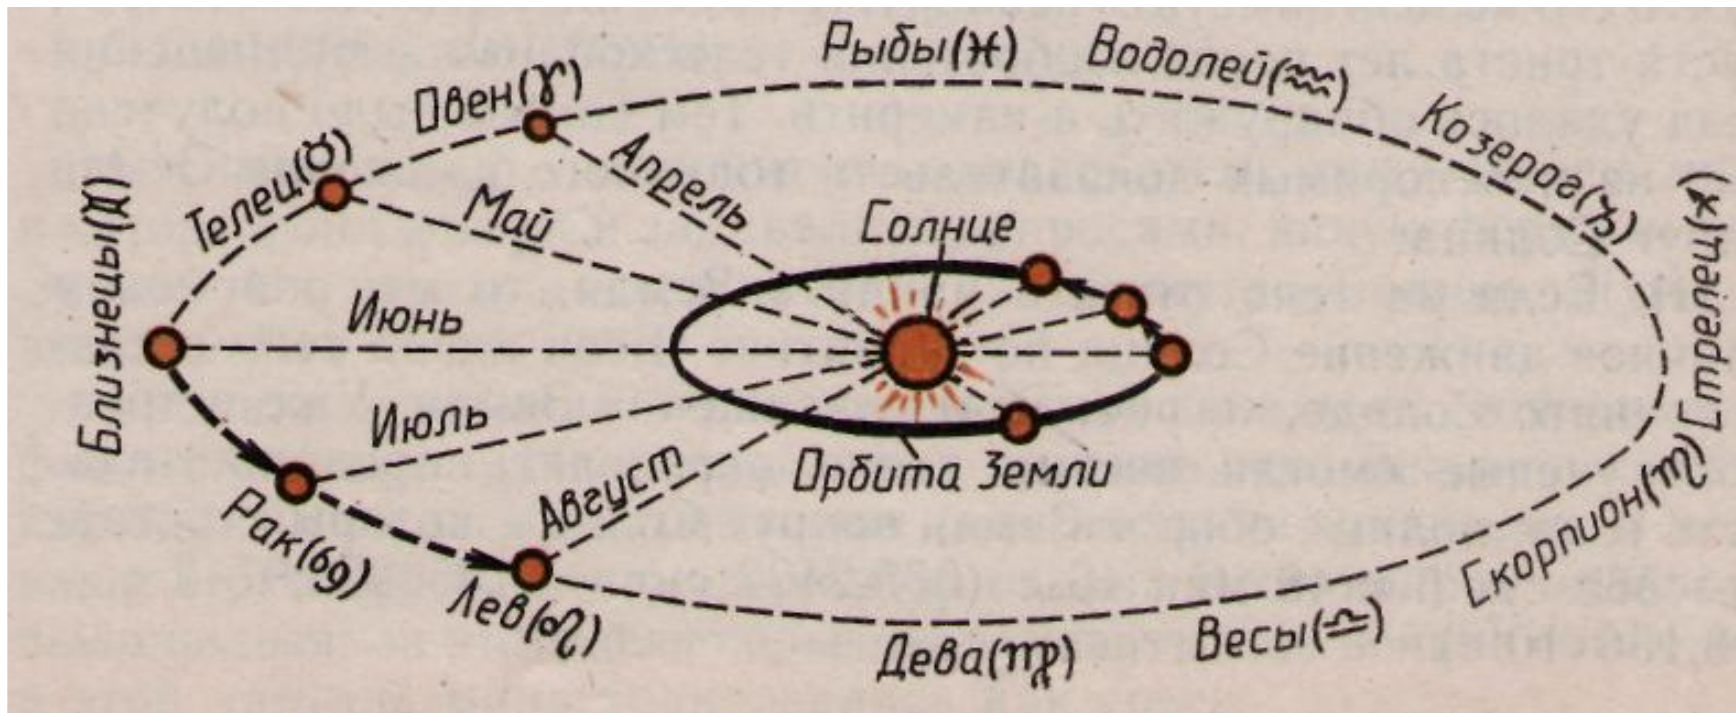 Рыбы(♓)
Водолей(♒)
Козерог(♑)
Стрелец(♐)
Скорпион(♏)
Весы(♎)
Дева(♍)
Лев(♌)
Рак(♋)
Близнецы(♊)
Телец(♉)
Овен(♈)
Апрель
Май
Июнь
Июль
Август
Солнце
Орбита Земли